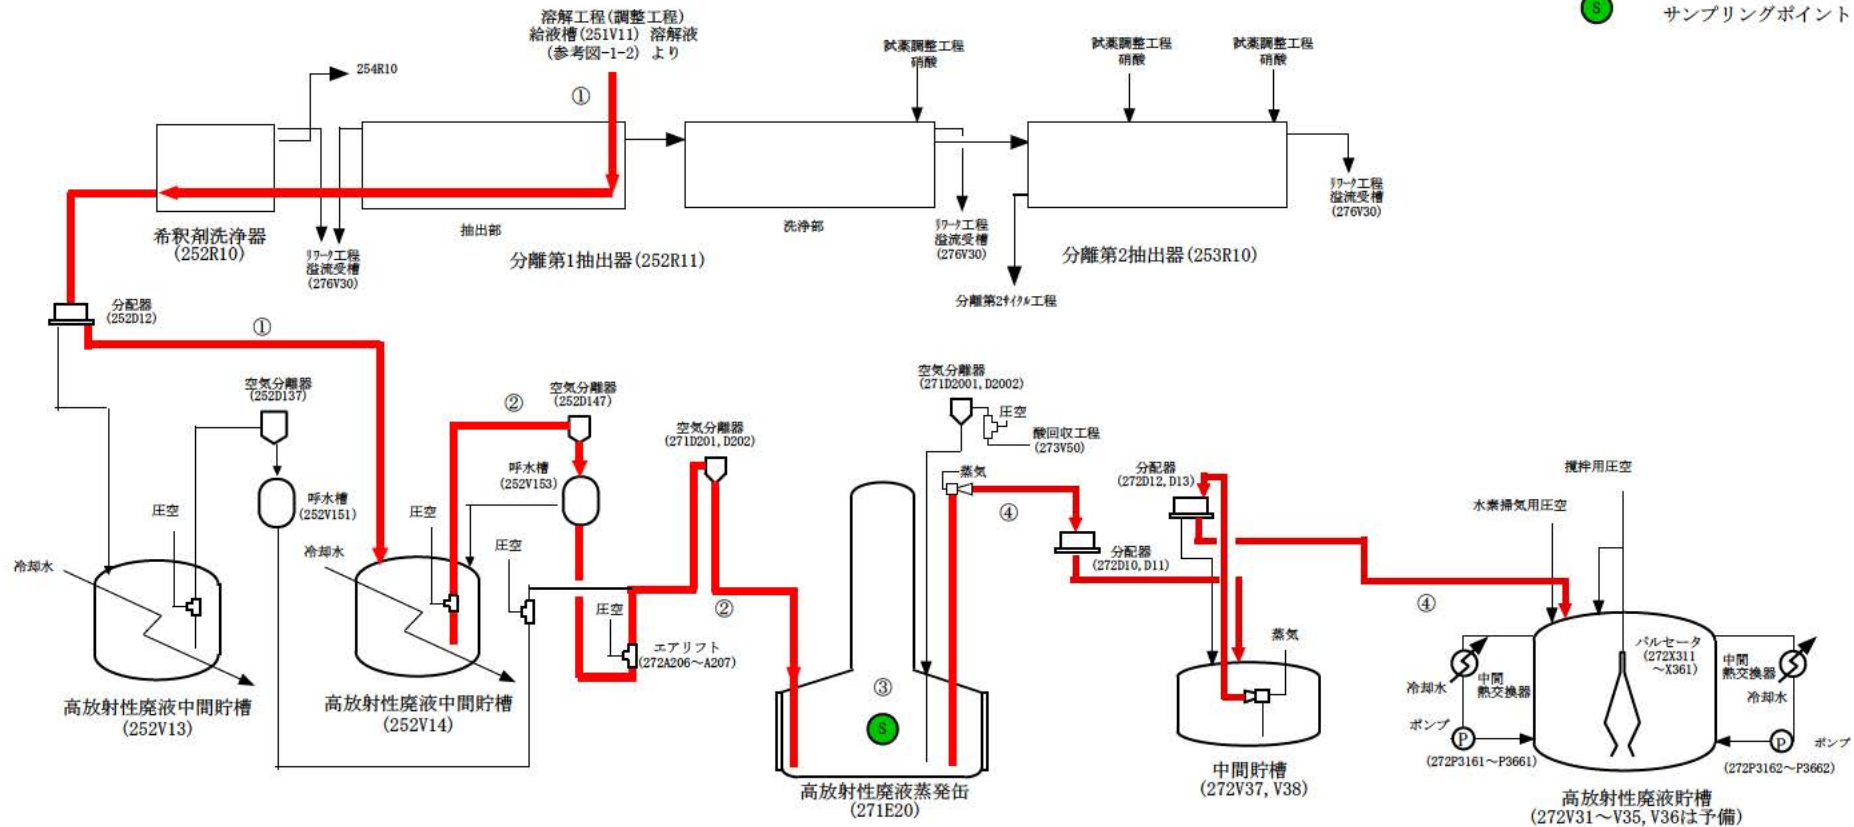 S
サンプリングポイント
溶解工程(調整工程)
給液槽(251V11) 溶解液
(参考図-1-2) より
①
254R10
試薬調整工程
硝酸
試薬調整工程
硝酸
試薬調整工程
硝酸
希釈剤洗浄器
(252R10)
リワーク工程
溢流受槽
(276V30)
抽出部
分離第1抽出器(252R11)
洗浄部
リワーク工程
溢流受槽
(276V30)
分離第2抽出器(253R10)
分離第2サイクル工程
リワーク工程
溢流受槽
(276V30)
分配器
(252D12)
①
空気分離器
(252D137)
呼水槽
(252V151)
圧空
冷却水
高放射性廃液中間貯槽
(252V13)
②
空気分離器
(252D147)
呼水槽
(252V153)
圧空
冷却水
高放射性廃液中間貯槽
(252V14)
圧空
圧空
エアリフト
(272A206～A207)
空気分離器
(271D201, D202)
②
空気分離器
(271D2001, D2002)
圧空
酸回収工程
(273V50)
蒸気
④
③
S
高放射性廃液蒸発缶
(271E20)
分配器
(272D10, D11)
分配器
(272D12, D13)
蒸気
中間貯槽
(272V37, V38)
④
攪拌用圧空
水素掃気用圧空
パルセータ
(272X311
～X361)
中間
熱交換器
冷却水
ポンプ
P
(272P3161～P3661)
中間
熱交換器
冷却水
P
ポンプ
(272P3162～P3662)
高放射性廃液貯槽
(272V31～V35, V36は予備)